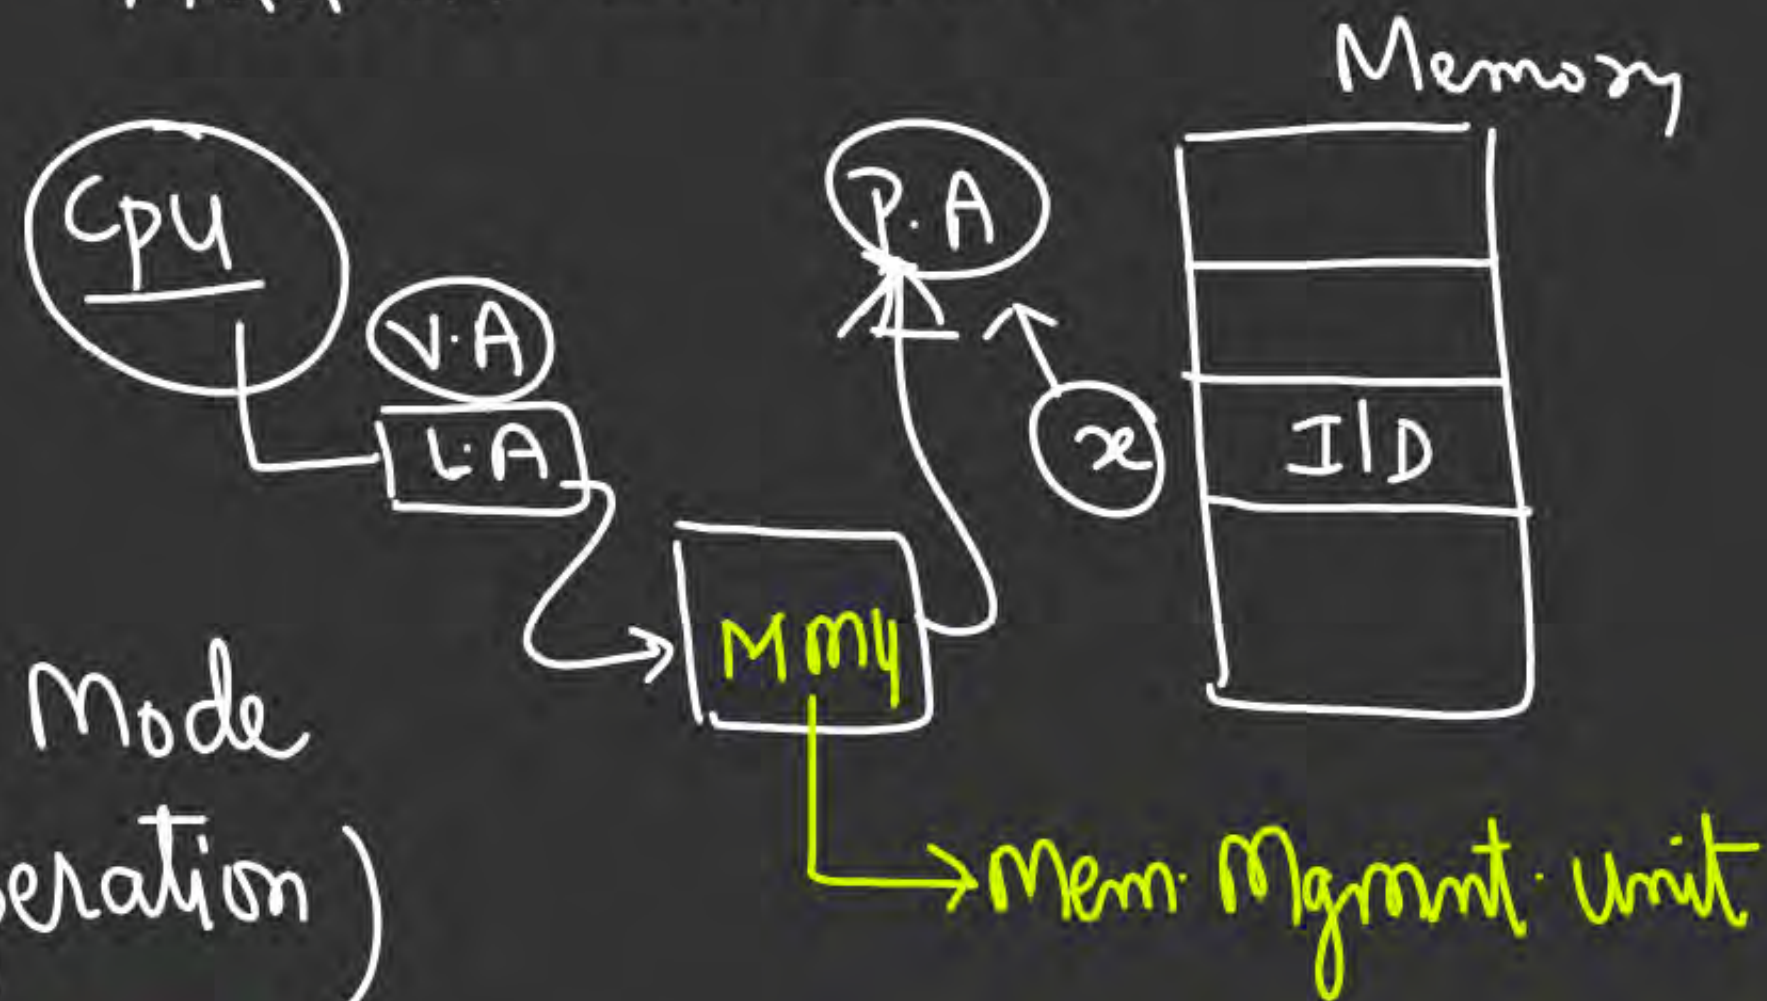 Memory
CPU
P.A
V.A
L.A
x
I/D
MMU
Mode
eration)
Mem. Mgmnt. Unit